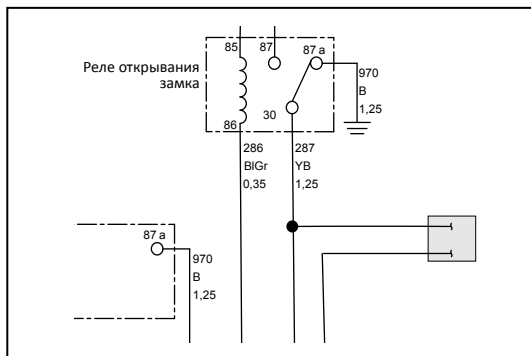 85 87 87 a
Реле открывания
замка
970
B
1,25
30
86
286
BlGr
0,35
287
YB
1,25
87 a
970
B
1,25